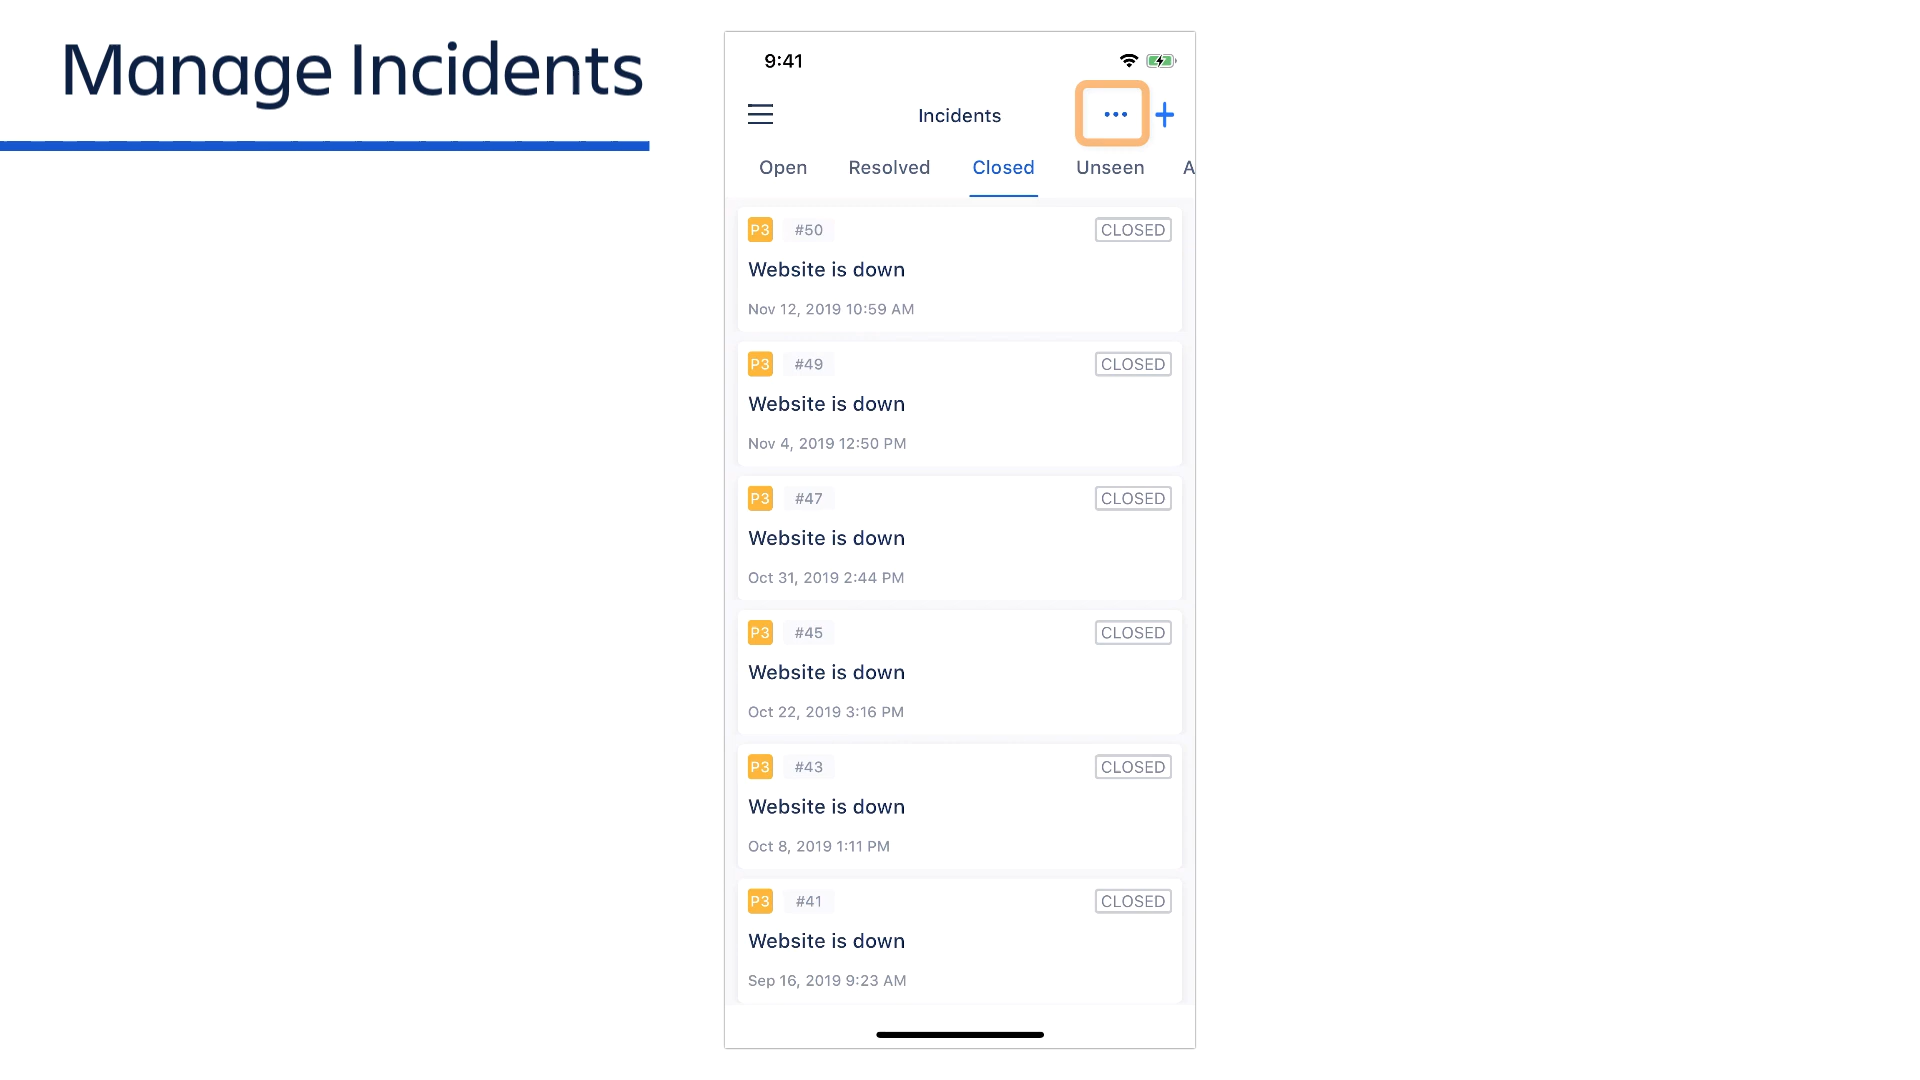 Manage Incidents
9:41
Incidents
Open Resolved Closed Unseen A
P3 #50 CLOSED
Website is down
Nov 12, 2019 10:59 AM
P3 #49 CLOSED
Website is down
Nov 4, 2019 12:50 PM
P3 #47 CLOSED
Website is down
Oct 31, 2019 2:44 PM
P3 #45 CLOSED
Website is down
Oct 22, 2019 3:16 PM
P3 #43 CLOSED
Website is down
Oct 8, 2019 1:11 PM
P3 #41 CLOSED
Website is down
Sep 16, 2019 9:23 AM